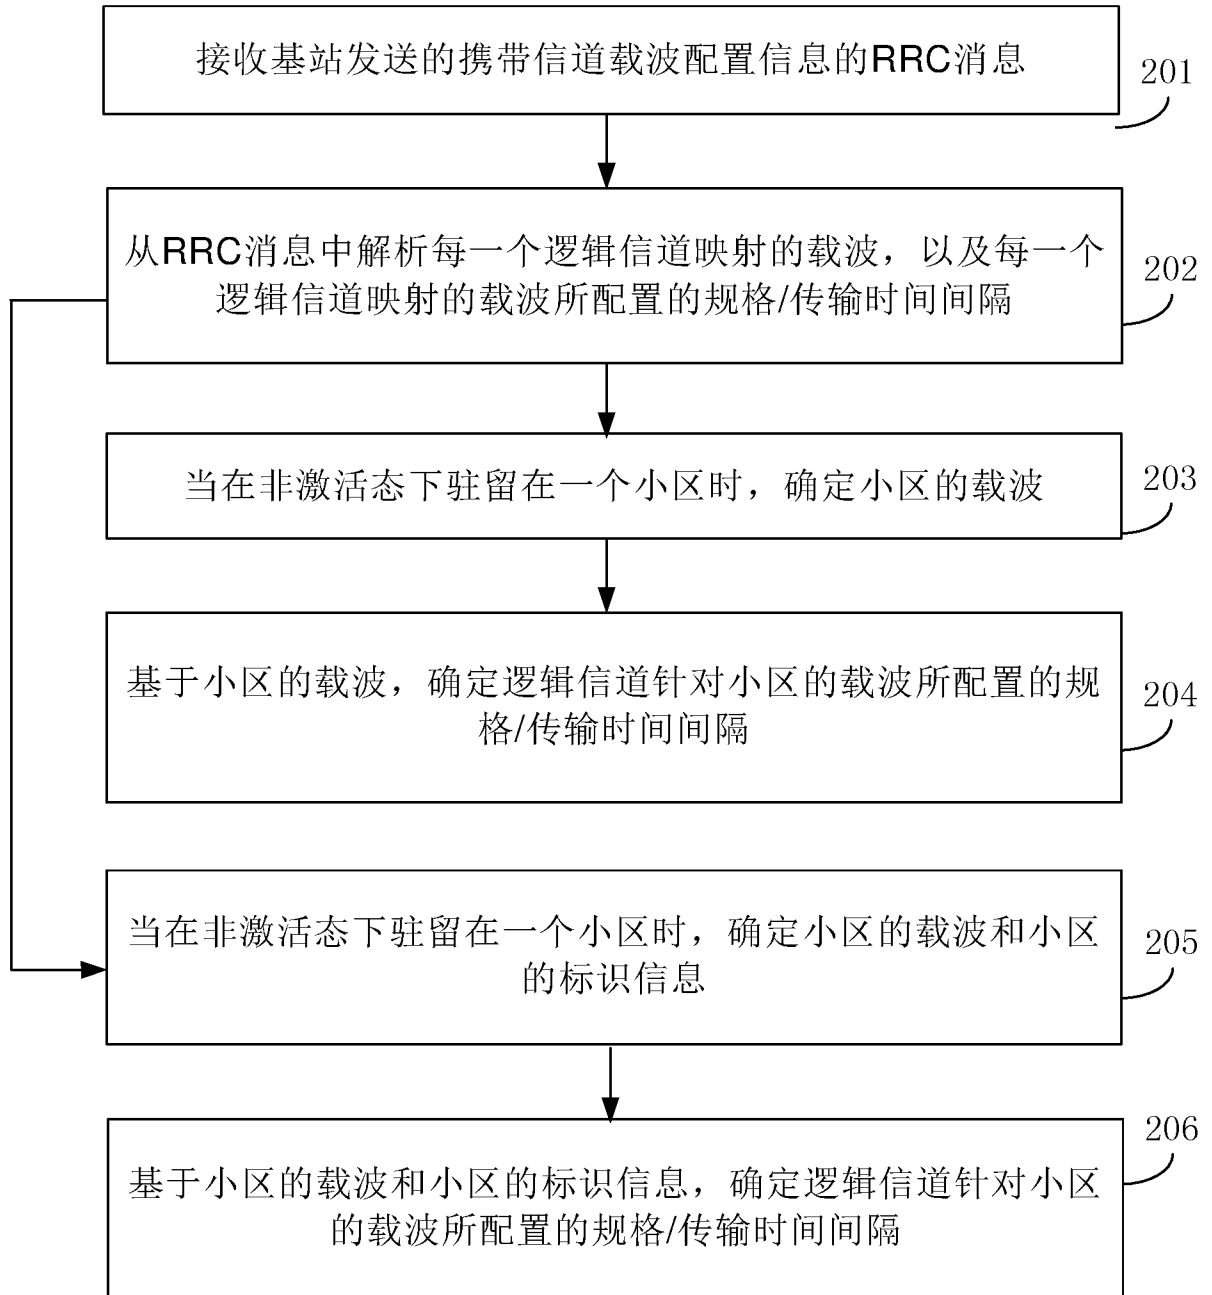 接收基站发送的携带信道载波配置信息的RRC消息
201
从RRC消息中解析每一个逻辑信道映射的载波，以及每一个
逻辑信道映射的载波所配置的规格/传输时间间隔
202
当在非激活态下驻留在一个小区时，确定小区的载波
203
基于小区的载波，确定逻辑信道针对小区的载波所配置的规
格/传输时间间隔
204
当在非激活态下驻留在一个小区时，确定小区的载波和小区
的标识信息
205
基于小区的载波和小区的标识信息，确定逻辑信道针对小区
的载波所配置的规格/传输时间间隔
206